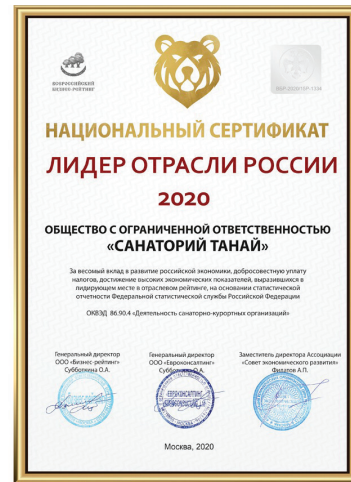 ВСЕРОССИЙСКИЙ
БИЗНЕС-РЕЙТИНГ
НАЦИОНАЛЬНЫЙ СЕРТИФИКАТ
ЛИДЕР ОТРАСЛИ РОССИИ
2020
ОБЩЕСТВО С ОГРАНИЧЕННОЙ ОТВЕТСТВЕННОСТЬЮ
«САНАТОРИЙ ТАНАЙ»
За весомый вклад в развитие российской экономики, добросовестную уплату
налогов, достижение высоких экономических показателей, выразившихся в
лидирующем месте в отраслевом рейтинге, на основании статистической
отчетности Федеральной статистической службы Российской Федерации
ОКВЭД 86.90.4 «Деятельность санаторно-курортных организаций»
Генеральный директор
ООО «Бизнес-рейтинг»
Субботкина О.А.
Генеральный директор
ООО «Евроконсалтинг»
Субботкина О.А.
Заместитель директора Ассоциации
«Совет экономического развития»
Филатов А.П.
ЕВРОКОНСАЛТИНГ
Москва, 2020